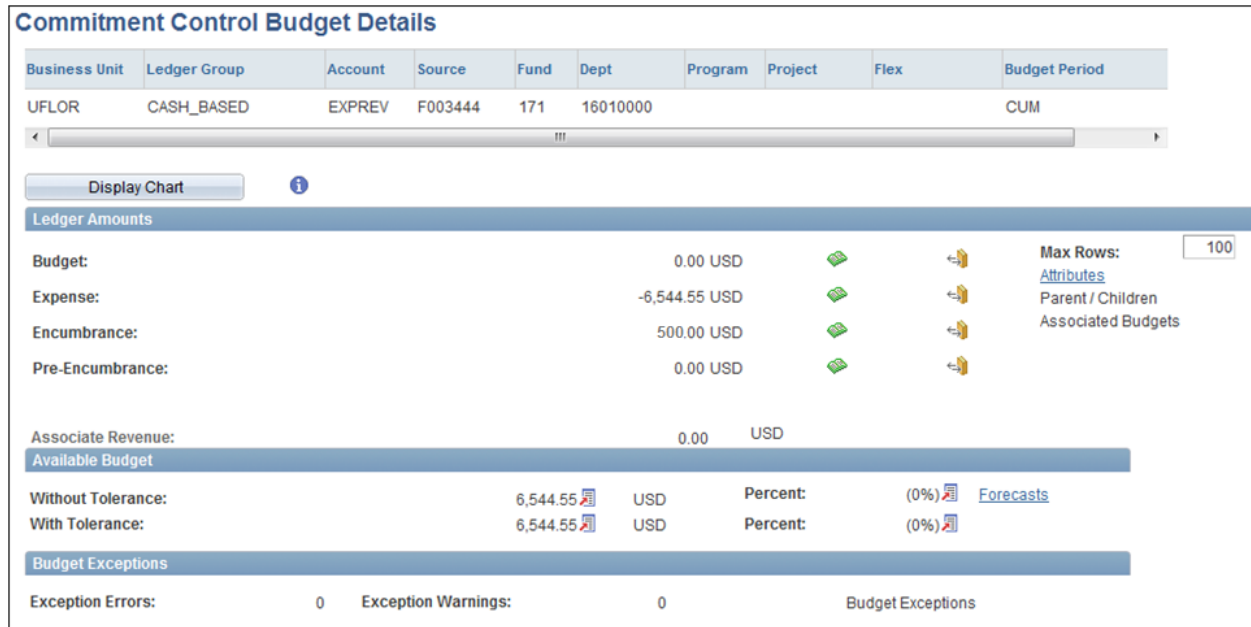 Commitment Control Budget Details
Business Unit Ledger Group Account Source Fund Dept Program Project Flex Budget Period
UFLOR CASH_BASED EXPREV F003444 171 16010000 CUM
Display Chart
Ledger Amounts
Budget: 0.00 USD Max Rows: 100
Attributes
Expense: -6,544.55 USD Parent / Children
Encumbrance: 500.00 USD Associated Budgets
Pre-Encumbrance: 0.00 USD
Associate Revenue: 0.00 USD
Available Budget
Without Tolerance: 6,544.55 USD Percent: (0%) Forecasts
With Tolerance: 6,544.55 USD Percent: (0%)
Budget Exceptions
Exception Errors: 0 Exception Warnings: 0 Budget Exceptions